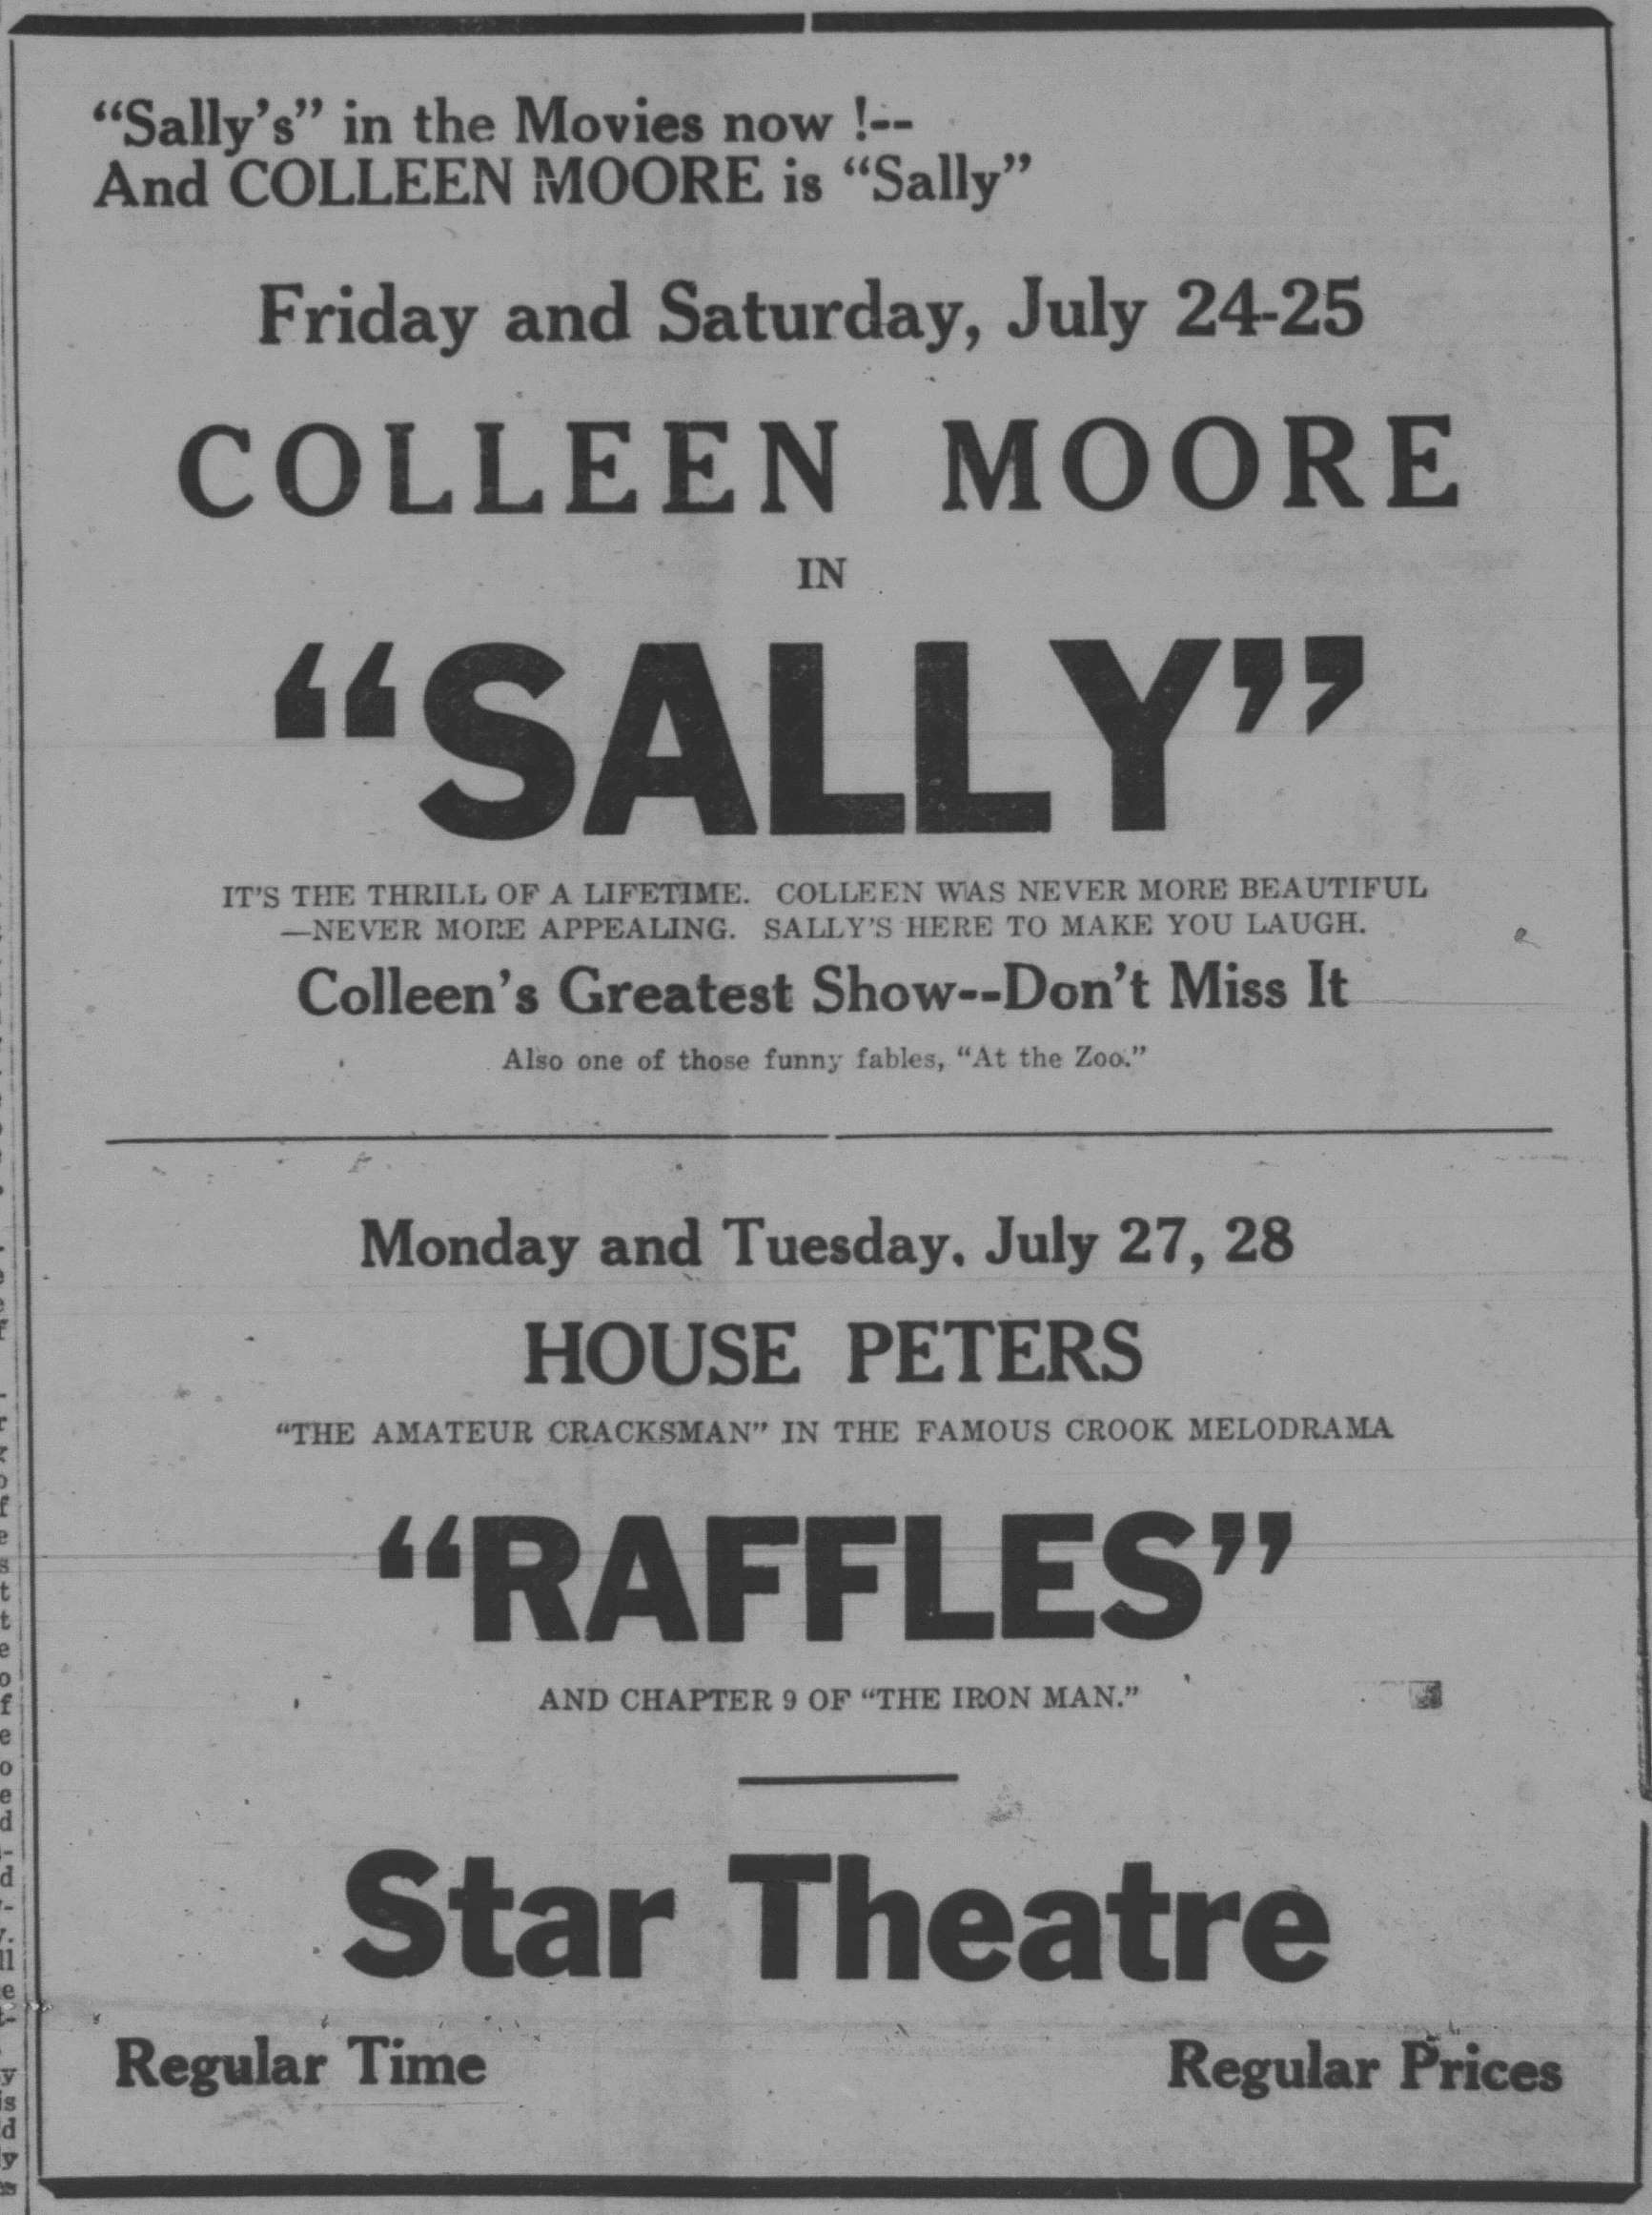 “Sally’s” in the Movies now !--
And COLLEEN MOORE is “Sally”
Friday and Saturday, July 24-25
COLLEEN MOORE
IN
“SALLY”
IT’S THE THRILL OF A LIFETIME. COLLEEN WAS NEVER MORE BEAUTIFUL
—NEVER MORE APPEALING. SALLY’S HERE TO MAKE YOU LAUGH.
Colleen’s Greatest Show--Don’t Miss It
Also one of those funny fables, “At the Zoo.”
Monday and Tuesday, July 27, 28
HOUSE PETERS
“THE AMATEUR CRACKSMAN” IN THE FAMOUS CROOK MELODRAMA
“RAFFLES”
AND CHAPTER 9 OF “THE IRON MAN.”
Star Theatre
Regular Time Regular Prices